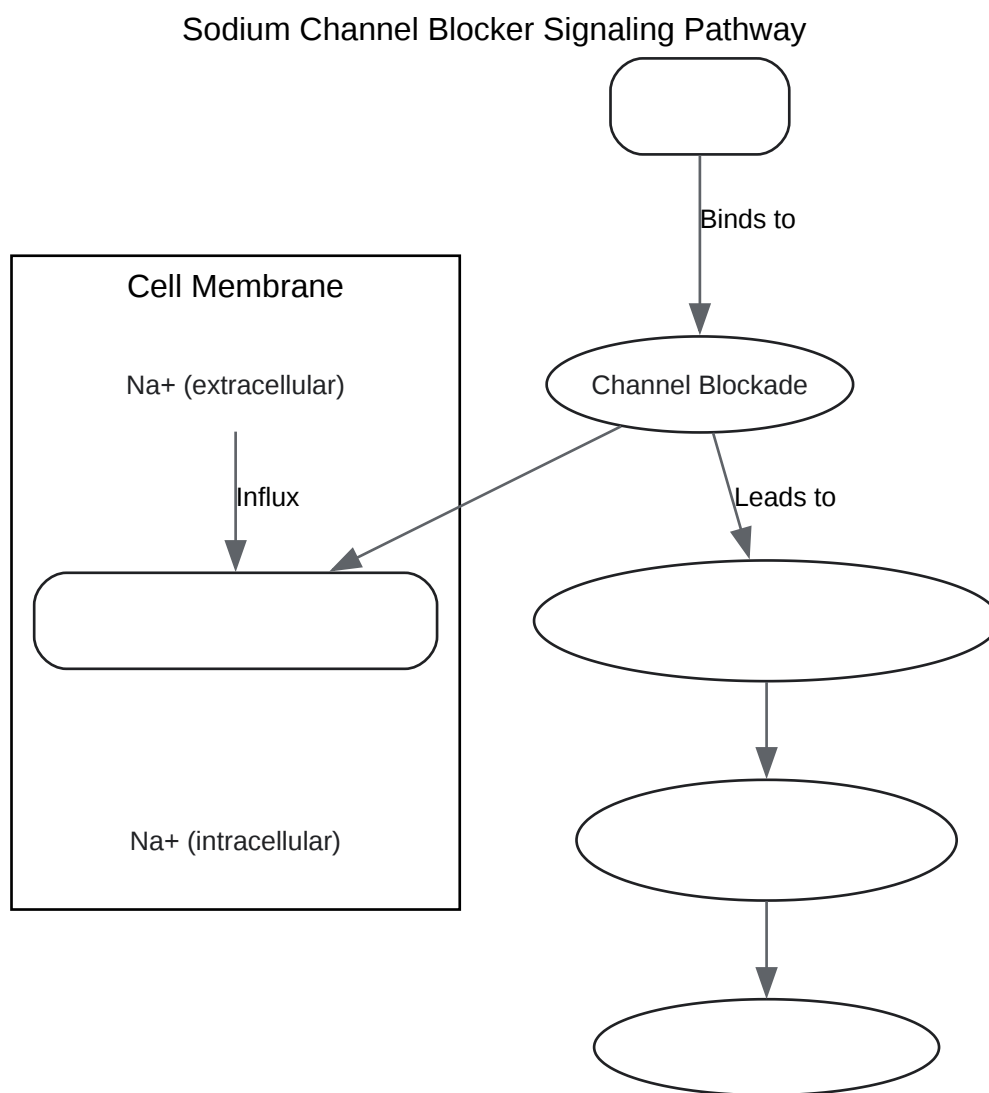 Sodium Channel Blocker Signaling Pathway
Binds to
Cell Membrane
Na+ (extracellular)
Channel Blockade
Influx
Leads to
Na+ (intracellular)